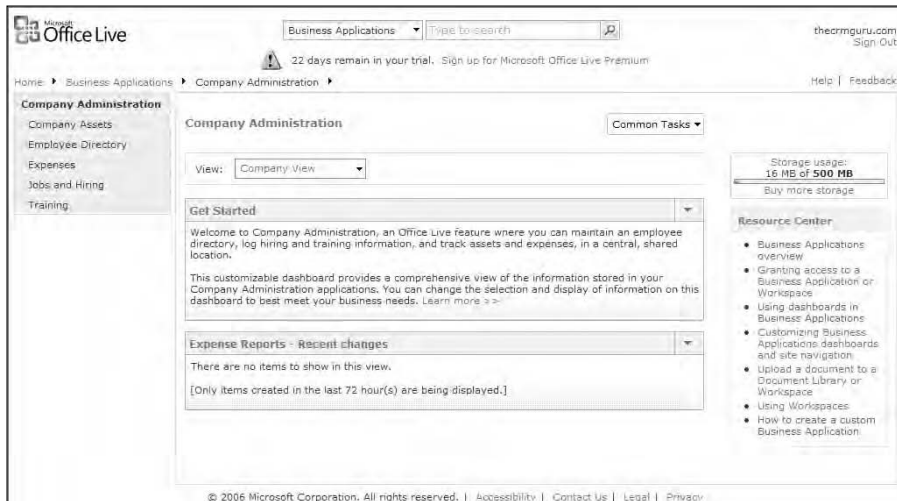 Microsoft
Office Live
Business Applications
Type to search
thecrmguru.com
Sign Out
22 days remain in your trial. Sign up for Microsoft Office Live Premium
Home Business Applications Company Administration
Help | Feedback
Company Administration
Company Assets
Employee Directory
Expenses
Jobs and Hiring
Training
Company Administration
Common Tasks
View: Company View
Get Started
Welcome to Company Administration, an Office Live feature where you can maintain an employee
directory, log hiring and training information, and track assets and expenses, in a central, shared
location.
This customizable dashboard provides a comprehensive view of the information stored in your
Company Administration applications. You can change the selection and display of information on this
dashboard to best meet your business needs. Learn more >>
Expense Reports - Recent changes
There are no items to show in this view.
[Only items created in the last 72 hour(s) are being displayed.]
Storage usage:
16 MB of 500 MB
Buy more storage
Resource Center
• Business Applications
overview
• Granting access to a
Business Application or
Workspace
• Using dashboards in
Business Applications
• Customizing Business
Applications dashboards
and site navigation
• Upload a document to a
Document Library or
Workspace
• Using Workspaces
• How to create a custom
Business Application
© 2006 Microsoft Corporation. All rights reserved. | Accessibility | Contact Us | Legal | Privacy